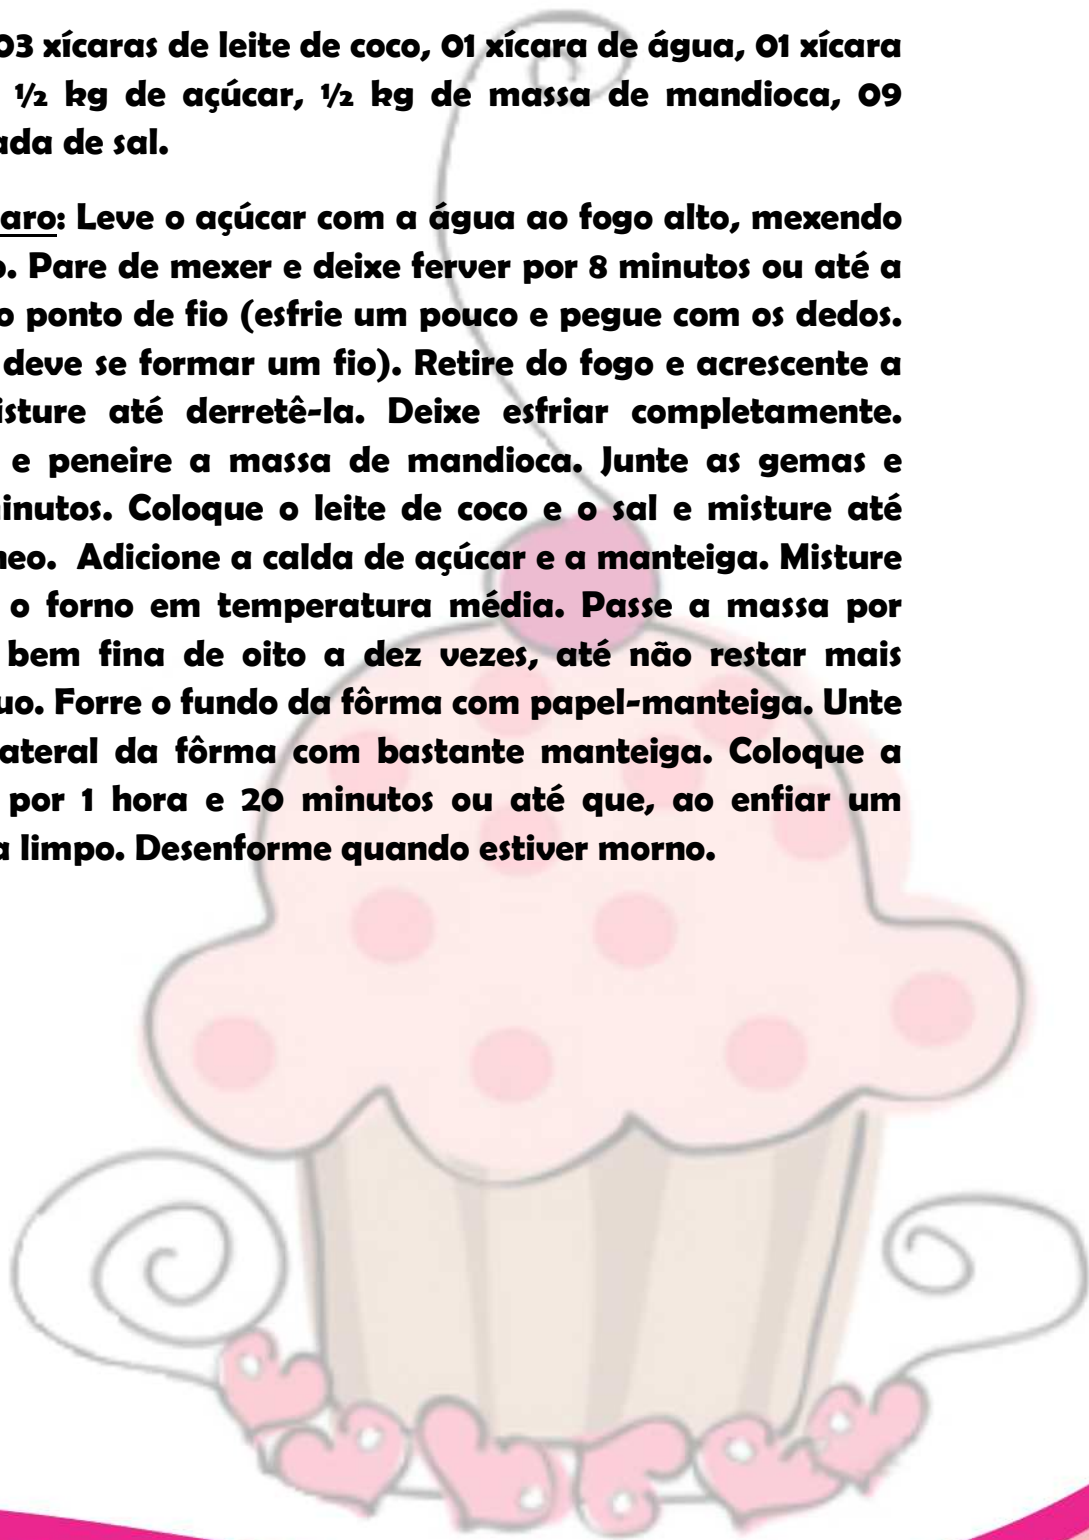 03 xícaras de leite de coco, 01 xícara de água, 01 xícara
½ kg de açúcar, ½ kg de massa de mandioca, 09
ada de sal.
aro: Leve o açúcar com a água ao fogo alto, mexendo
o. Pare de mexer e deixe ferver por 8 minutos ou até a
o ponto de fio (esfrie um pouco e pegue com os dedos.
deve se formar um fio). Retire do fogo e acrescente a
isture até derretê-la. Deixe esfriar completamente.
e peneire a massa de mandioca. Junte as gemas e
inutos. Coloque o leite de coco e o sal e misture até
neo. Adicione a calda de açúcar e a manteiga. Misture
o forno em temperatura média. Passe a massa por
bem fina de oito a dez vezes, até não restar mais
uo. Forre o fundo da fôrma com papel-manteiga. Unte
ateral da fôrma com bastante manteiga. Coloque a
por 1 hora e 20 minutos ou até que, ao enfiar um
a limpo. Desenforme quando estiver morno.